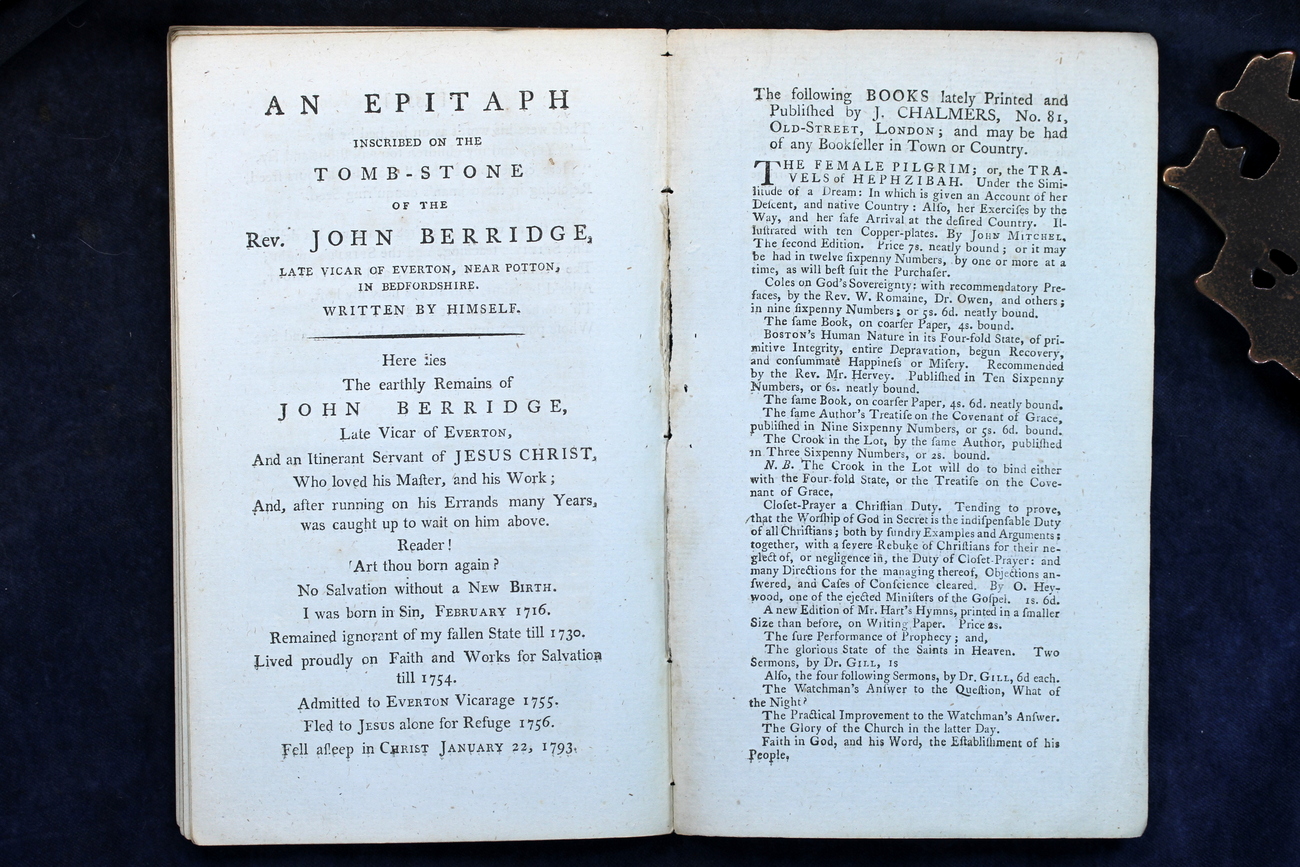 AN EPITAPH
INSCRIBED ON THE
TOMB-STONE
OF THE
Rev. JOHN BERRIDGE,
LATE VICAR OF EVERTON, NEAR POTTON,
IN BEDFORDSHIRE.
WRITTEN BY HIMSELF.
Here lies
The earthly Remains of
JOHN BERRIDGE,
Late Vicar of EVERTON,
And an Itinerant Servant of JESUS CHRIST,
Who loved his Maſter, and his Work;
And, after running on his Errands many Years,
was caught up to wait on him above.
Reader!
Art thou born again?
No Salvation without a NEW BIRTH.
I was born in Sin, FEBRUARY 1716.
Remained ignorant of my fallen State till 1730.
Lived proudly on Faith and Works for Salvation
till 1754.
Admitted to EVERTON Vicarage 1755.
Fled to JESUS alone for Refuge 1756.
Fell aſleep in CHRIST JANUARY 22, 1793.
The following BOOKS lately Printed and
Publiſhed by J. CHALMERS, No. 81,
OLD-STREET, LONDON; and may be had
of any Bookſeller in Town or Country.
THE FEMALE PILGRIM; or, the TRA-
VELS of HEPHZIBAH. Under the Simi-
litude of a Dream: In which is given an Account of her
Deſcent, and native Country: Alſo, her Exerciſes by the
Way, and her ſafe Arrival at the deſired Country. Il-
luſtrated with ten Copper-plates. By JOHN MITCHEL.
The ſecond Edition. Price 7s. neatly bound; or it may
be had in twelve ſixpenny Numbers, by one or more at a
time, as will beſt ſuit the Purchaſer.
Coles on God's Sovereignty: with recommendatory Pre-
faces, by the Rev. W. Romaine, Dr. Owen, and others;
in nine ſixpenny Numbers; or 5s. 6d. neatly bound.
The ſame Book, on coarſer Paper, 4s. bound.
BOSTON's Human Nature in its Four-fold State, of pri-
mitive Integrity, entire Depravation, begun Recovery,
and conſummate Happineſs or Miſery. Recommended
by the Rev. Mr. Hervey. Publiſhed in Ten Sixpenny
Numbers, or 6s. neatly bound.
The ſame Book, on coarſer Paper, 4s. 6d. neatly bound.
The ſame Author's Treatiſe on the Covenant of Grace,
publiſhed in Nine Sixpenny Numbers, or 5s. 6d. bound.
The Crook in the Lot, by the ſame Author, publiſhed
in Three Sixpenny Numbers, or 2s. bound.
N. B. The Crook in the Lot will do to bind either
with the Four-fold State, or the Treatiſe on the Cove-
nant of Grace.
Cloſet-Prayer a Chriſtian Duty. Tending to prove,
that the Worſhip of God in Secret is the indiſpenſable Duty
of all Chriſtians; both by ſundry Examples and Arguments:
together, with a ſevere Rebuke of Chriſtians for their ne-
glect of, or negligence in, the Duty of Cloſet-Prayer: and
many Directions for the managing thereof, Objections an-
ſwered, and Caſes of Conſcience cleared. By O. Hey-
wood, one of the ejected Miniſters of the Goſpel. 1s. 6d.
A new Edition of Mr. Hart's Hymns, printed in a ſmaller
Size than before, on Writing Paper. Price 2s.
The ſure Performance of Prophecy; and,
The glorious State of the Saints in Heaven. Two
Sermons, by Dr. GILL, 1s
Alſo, the four following Sermons, by Dr. GILL, 6d each.
The Watchman's Anſwer to the Queſtion, What of
the Night?
The Practical Improvement to the Watchman's Anſwer.
The Glory of the Church in the latter Day.
Faith in God, and his Word, the Eſtabliſhment of his
People,